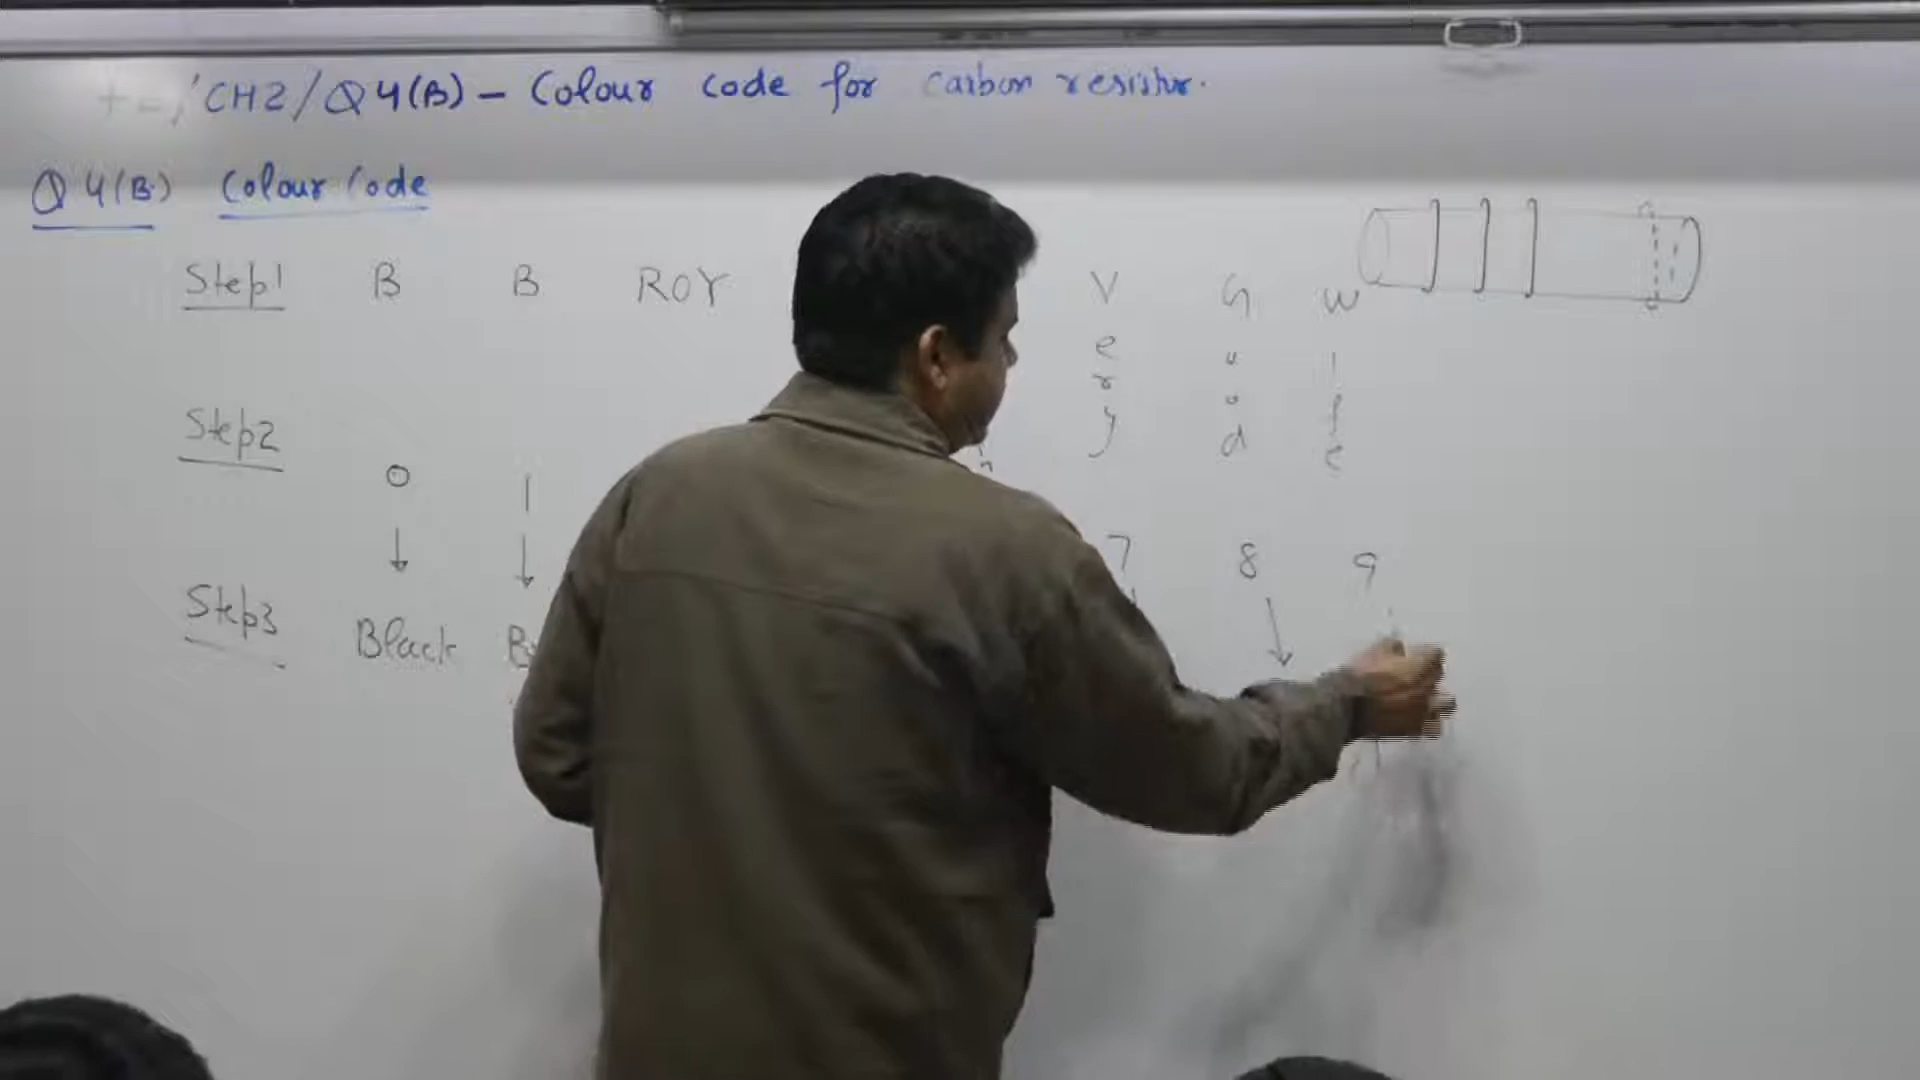 CH2/Q4(B) - Colour code for carbon resistor.
Q4(B) Colour Code
Step1 B B ROY V G W
e u i
r o f
y d e
Step2 0 1 7 8 9
Step3 Black